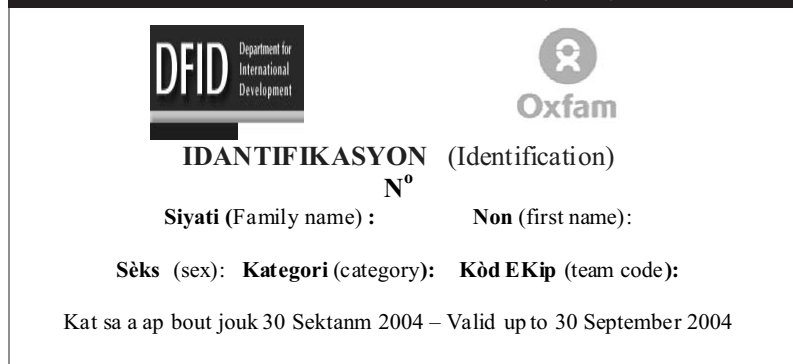 DFID Department for
International
Development
Oxfam
IDANTIFIKASYON (Identification)
Nº
Siyati (Family name) : Non (first name):
Sèks (sex): Kategori (category): Kòd EKip (team code):
Kat sa a ap bout jouk 30 Sektanm 2004 – Valid up to 30 September 2004